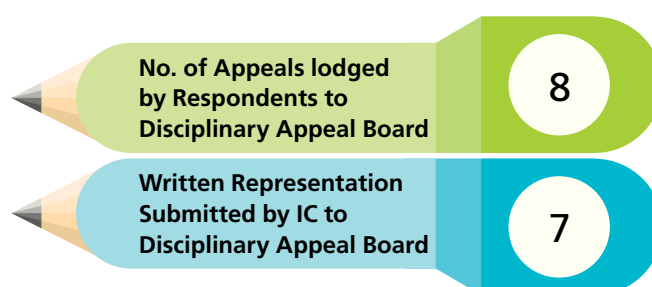 No. of Appeals lodged
by Respondents to
Disciplinary Appeal Board
8
Written Representation
Submitted by IC to
Disciplinary Appeal Board
7